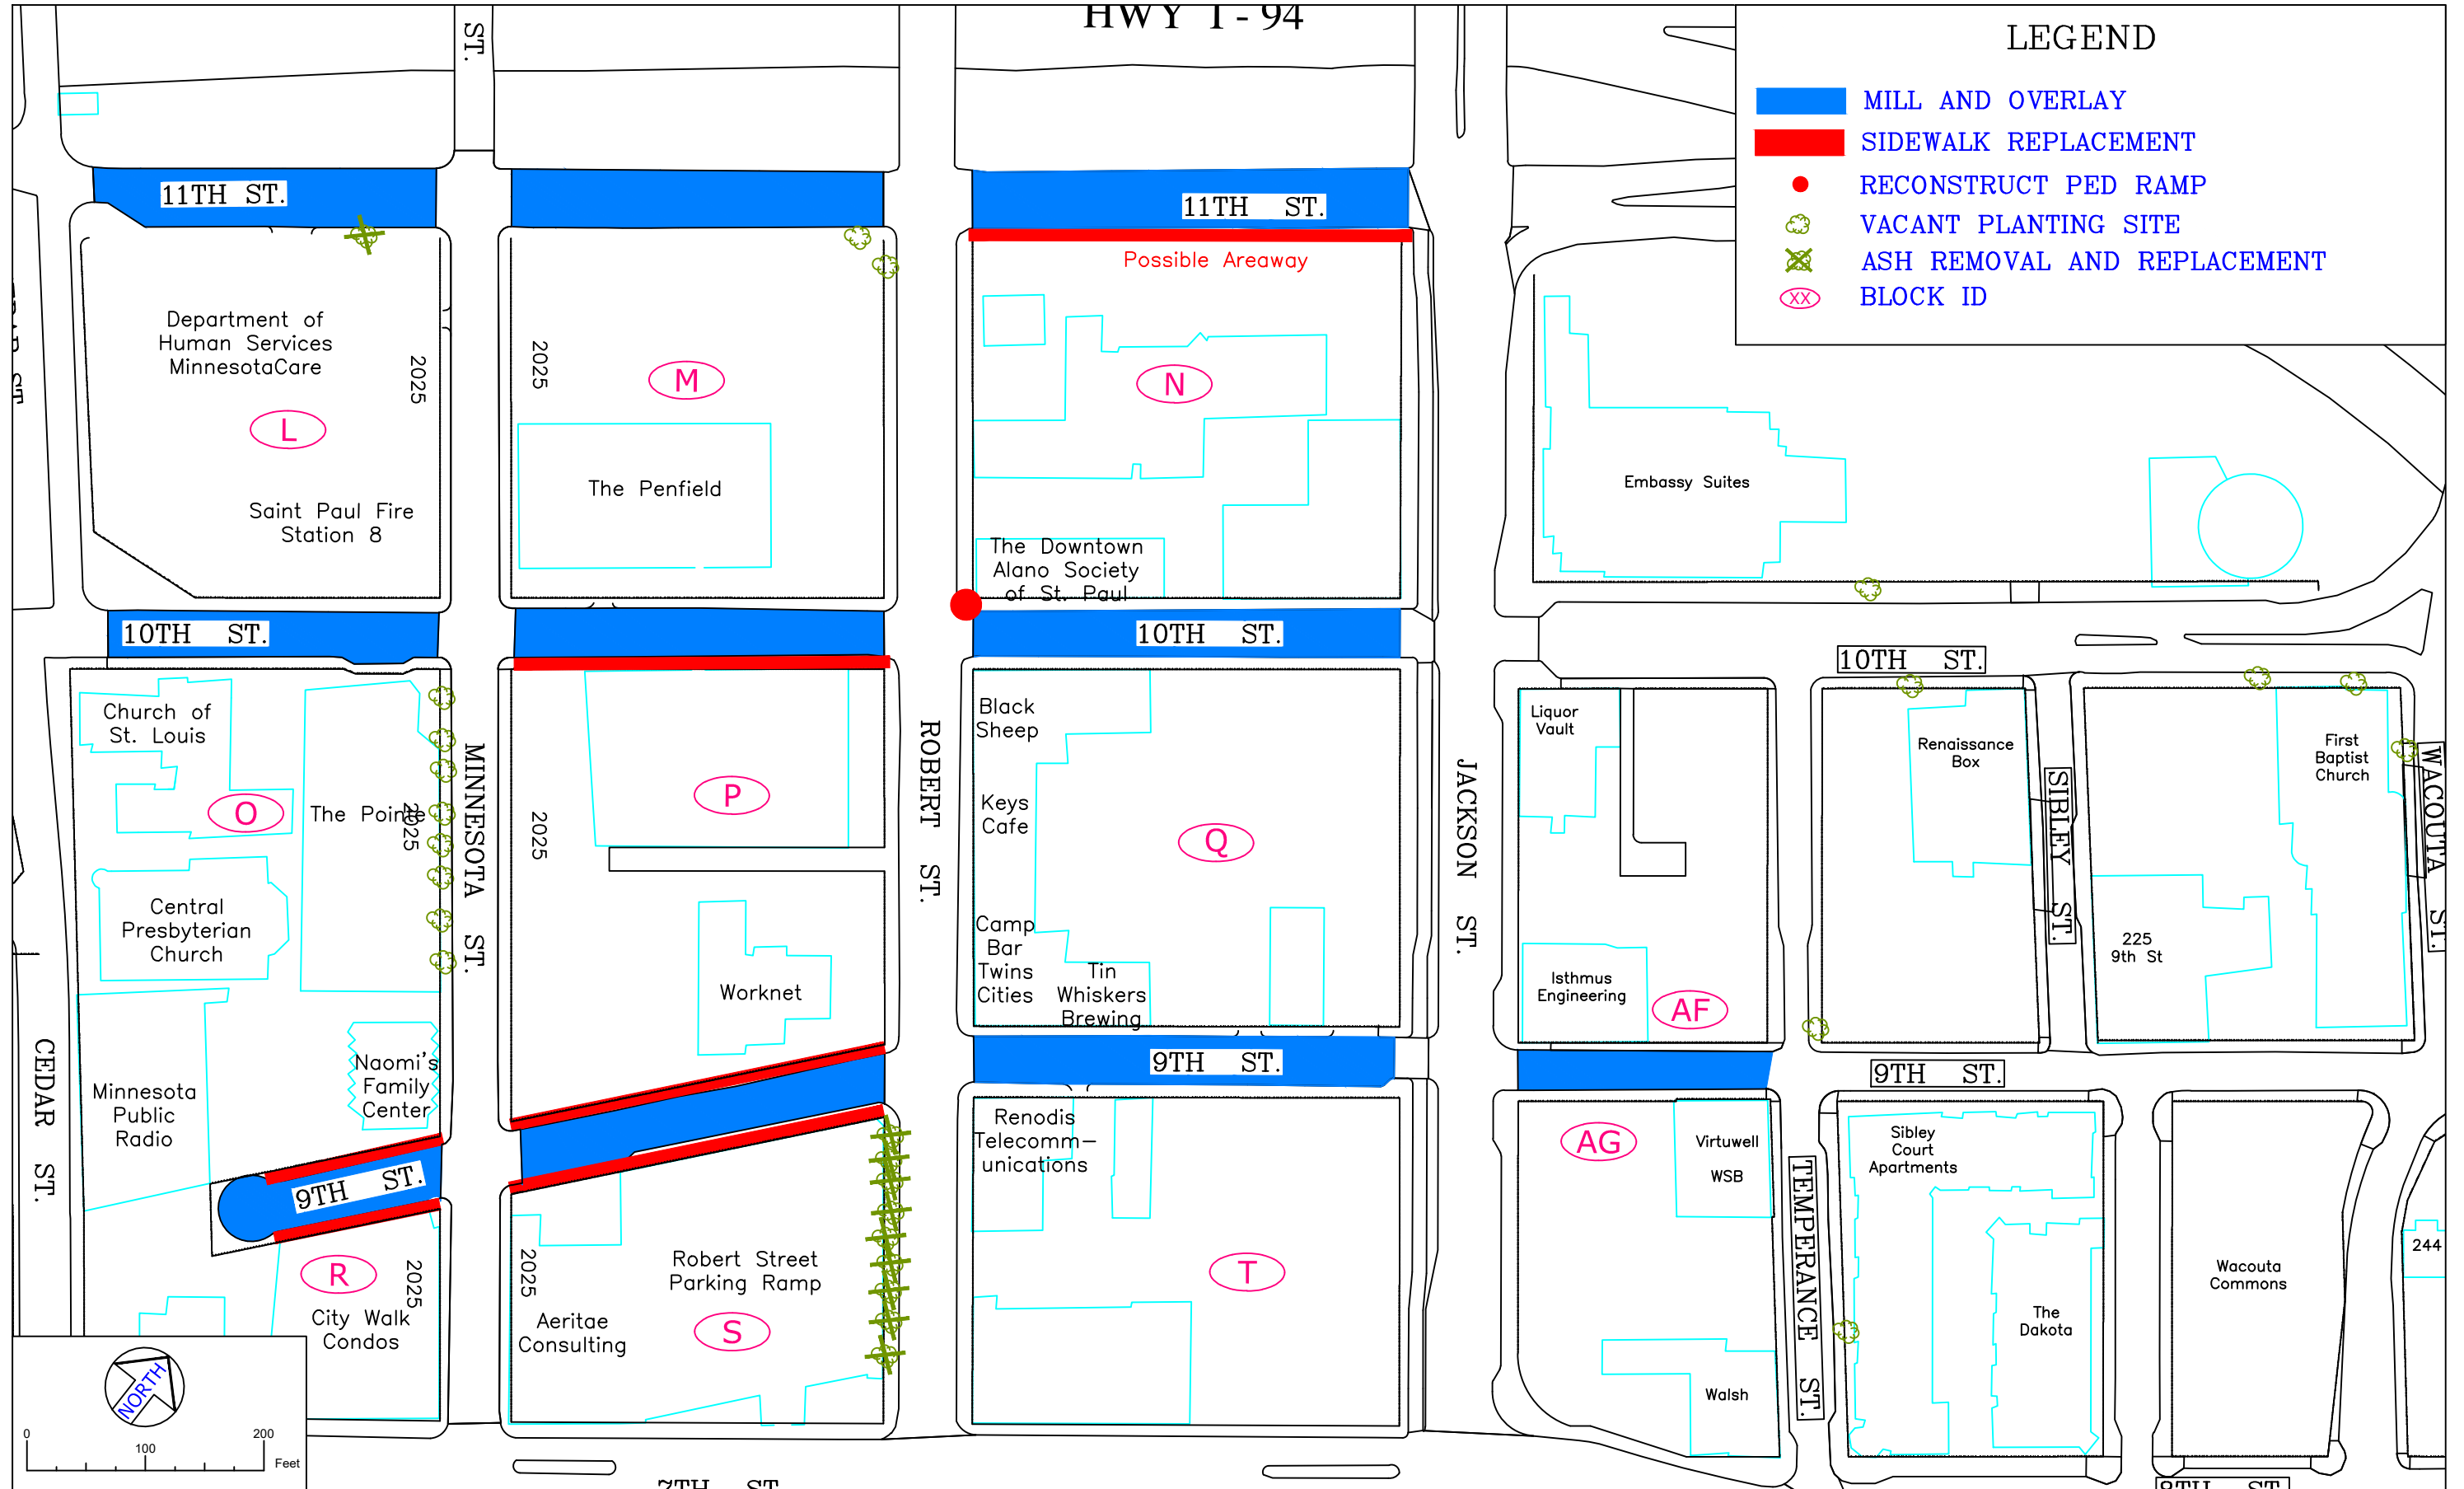 HWY I-94
ST.
LEGEND
MILL AND OVERLAY
SIDEWALK REPLACEMENT
RECONSTRUCT PED RAMP
VACANT PLANTING SITE
ASH REMOVAL AND REPLACEMENT
XX BLOCK ID
11TH ST.
11TH ST.
Possible Areaway
Department of
Human Services
MinnesotaCare
2025
2025
L
M
N
Saint Paul Fire
Station 8
The Penfield
The Downtown
Alano Society
of St. Paul
Embassy Suites
10TH ST.
10TH ST.
10TH ST.
Church of
St. Louis
O
The Pointe
2025
MINNESOTA ST.
2025
P
ROBERT ST.
Black
Sheep
Keys
Cafe
Q
JACKSON ST.
Liquor
Vault
Renaissance
Box
SIBLEY ST.
First
Baptist
Church
WACOUTA ST.
Central
Presbyterian
Church
Worknet
Camp
Bar
Twins
Cities
Tin
Whiskers
Brewing
Isthmus
Engineering
AF
225
9th St
CEDAR ST.
Minnesota
Public
Radio
Naomi's
Family
Center
9TH ST.
9TH ST.
9TH ST.
R
City Walk
Condos
2025
2025
Aeritae
Consulting
Robert Street
Parking Ramp
S
Renodis
Telecomm-
unications
T
AG
Virtuwell
WSB
Walsh
TEMPERANCE ST.
Sibley
Court
Apartments
The
Dakota
Wacouta
Commons
244
NORTH
0 100 200
Feet
7TH ST
8TH ST